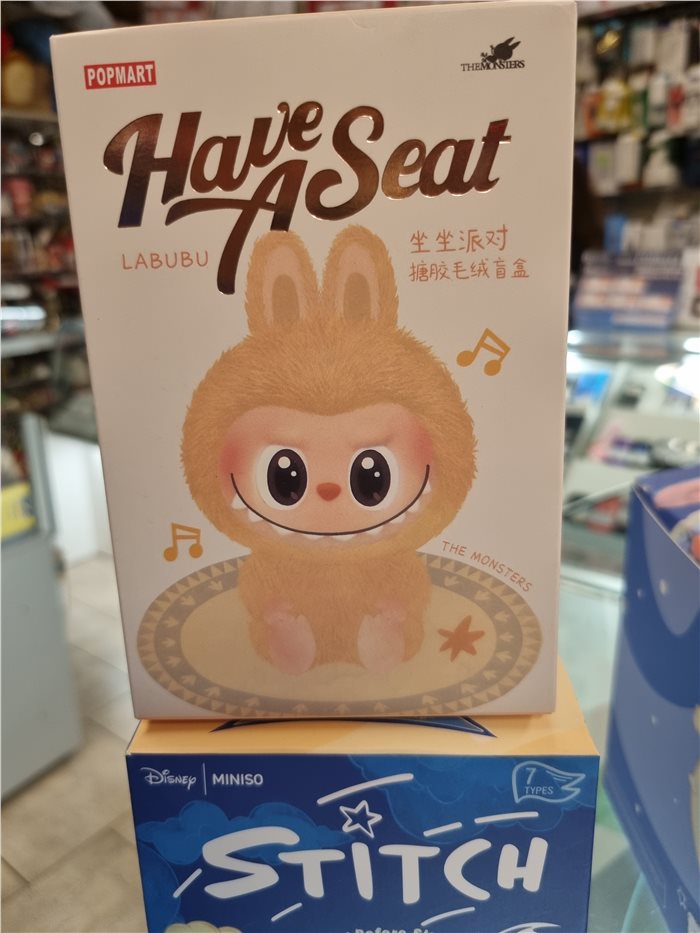 POPMART
THE MONSTERS
Have
A Seat
LABUBU
坐坐派对
搪胶毛绒盲盒
THE MONSTERS
Disney | MINISO
7
TYPES
STITCH